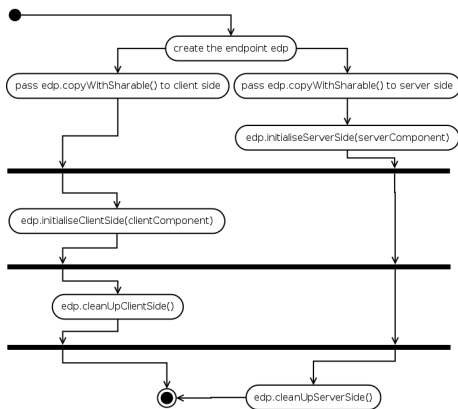 create the endpoint edp
pass edp.copyWithSharable() to client side
pass edp.copyWithSharable() to server side
edp.initialiseServerSide(serverComponent)
edp.initialiseClientSide(clientComponent)
edp.cleanUpClientSide()
edp.cleanUpServerSide()